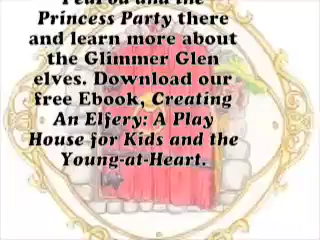 and the
Princess Party there
and learn more about
the Glimmer Glen
elves. Download our
free Ebook, Creating
An Elfery: A Play
House for Kids and the
Young-at-Heart.